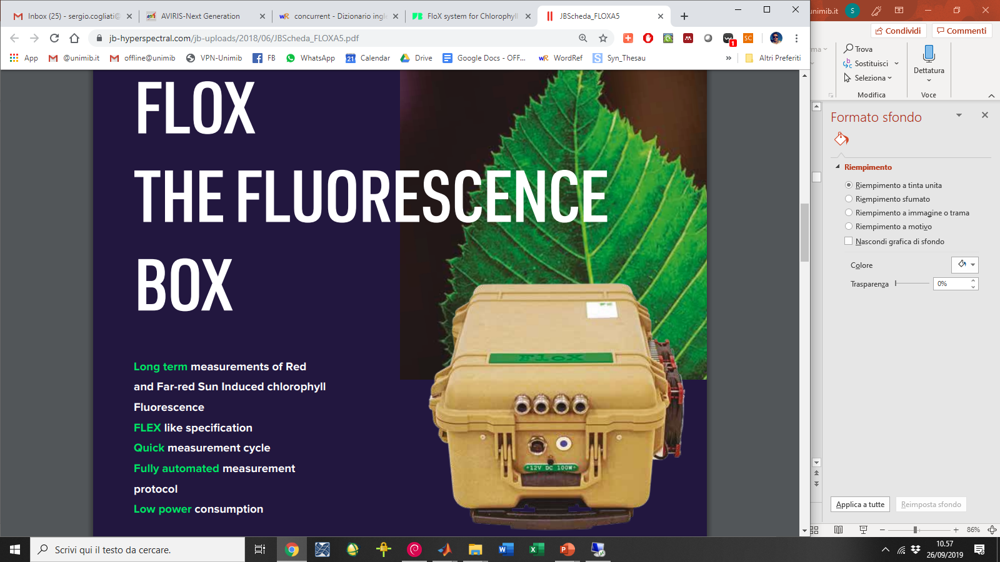 Inbox (25) - sergio.cogliati@
AVIRIS-Next Generation
concurrent - Dizionario ingle
FloX system for Chlorophyll
JBScheda_FLOXA5
unimib.it
S
jb-hyperspectral.com/jb-uploads/2018/06/JBScheda_FLOXA5.pdf
SC
1
App
@unimib.it
offline@unimib
VPN-Unimib
FB
WhatsApp
21
Calendar
Drive
Google Docs - OFF...
wR
WordRef
S
Syn_Thesau
»
Altri Preferiti
Condividi
Commenti
ma
Trova
Sostituisci
Seleziona
Modifica
Dettatura
Voce
FLOX
THE FLUORESCENCE
BOX
Long term measurements of Red
and Far-red Sun Induced chlorophyll
Fluorescence
FLEX like specification
Quick measurement cycle
Fully automated measurement
protocol
Low power consumption
FloX
12V DC 100W
Formato sfondo
Riempimento
Riempimento a tinta unita
Riempimento sfumato
Riempimento a immagine o trama
Riempimento a motivo
Nascondi grafica di sfondo
Colore
Trasparenza
0%
Applica a tutte
Reimposta sfondo
86%
Scrivi qui il testo da cercare.
10.57
26/09/2019